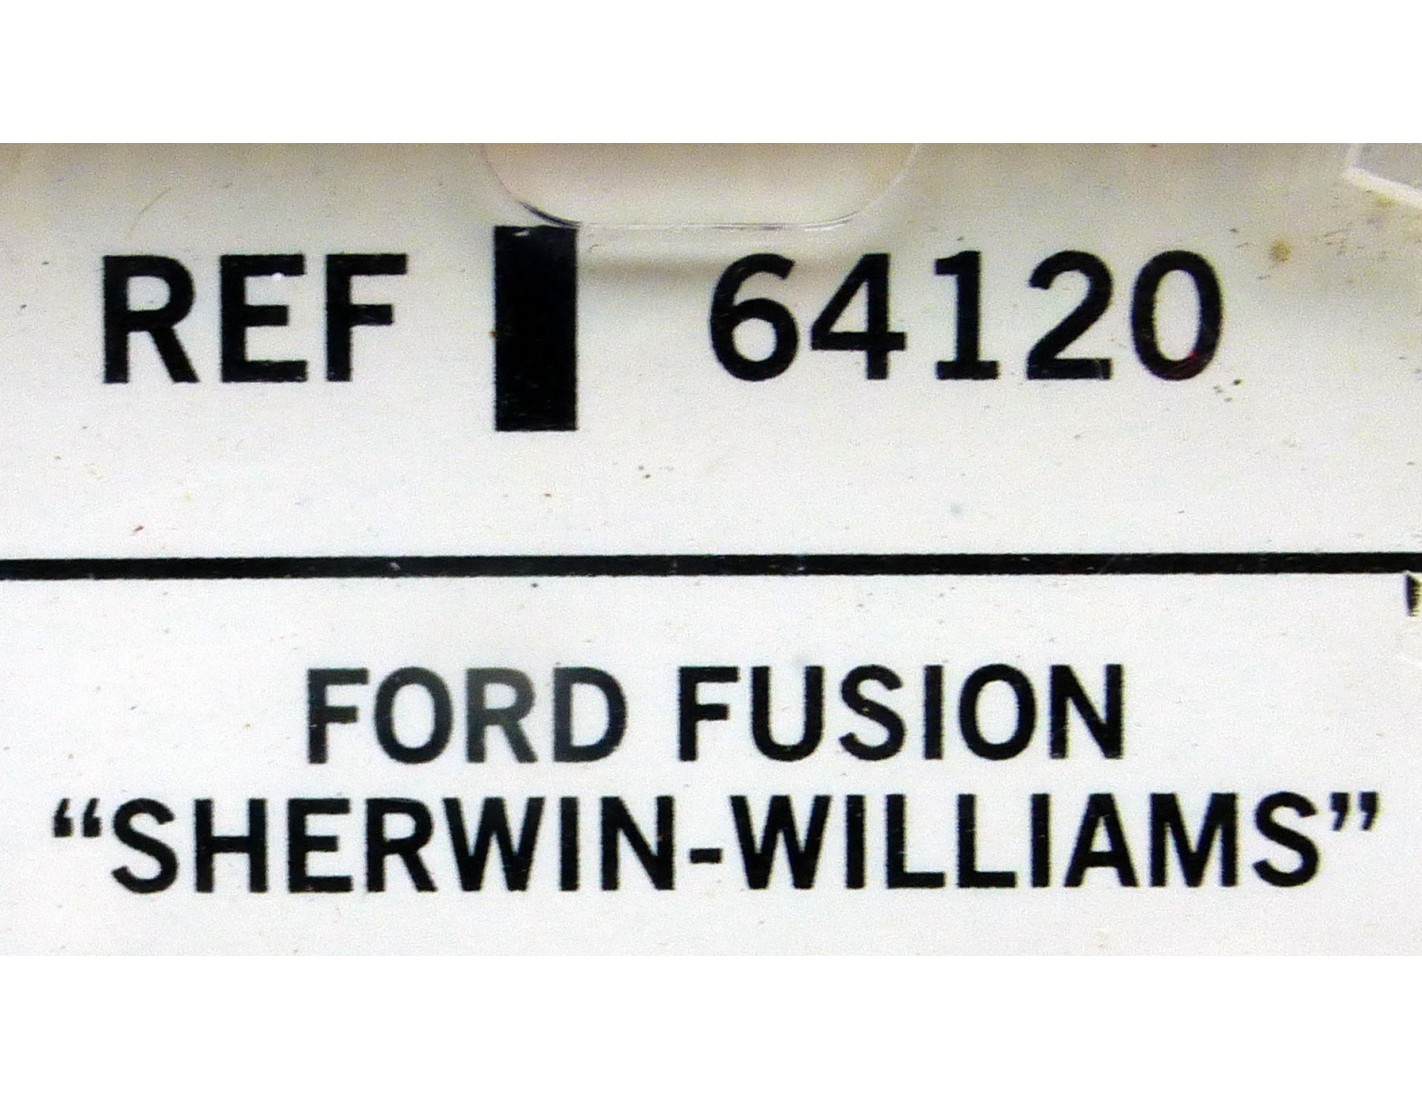 REF 64120
FORD FUSION
“SHERWIN-WILLIAMS”